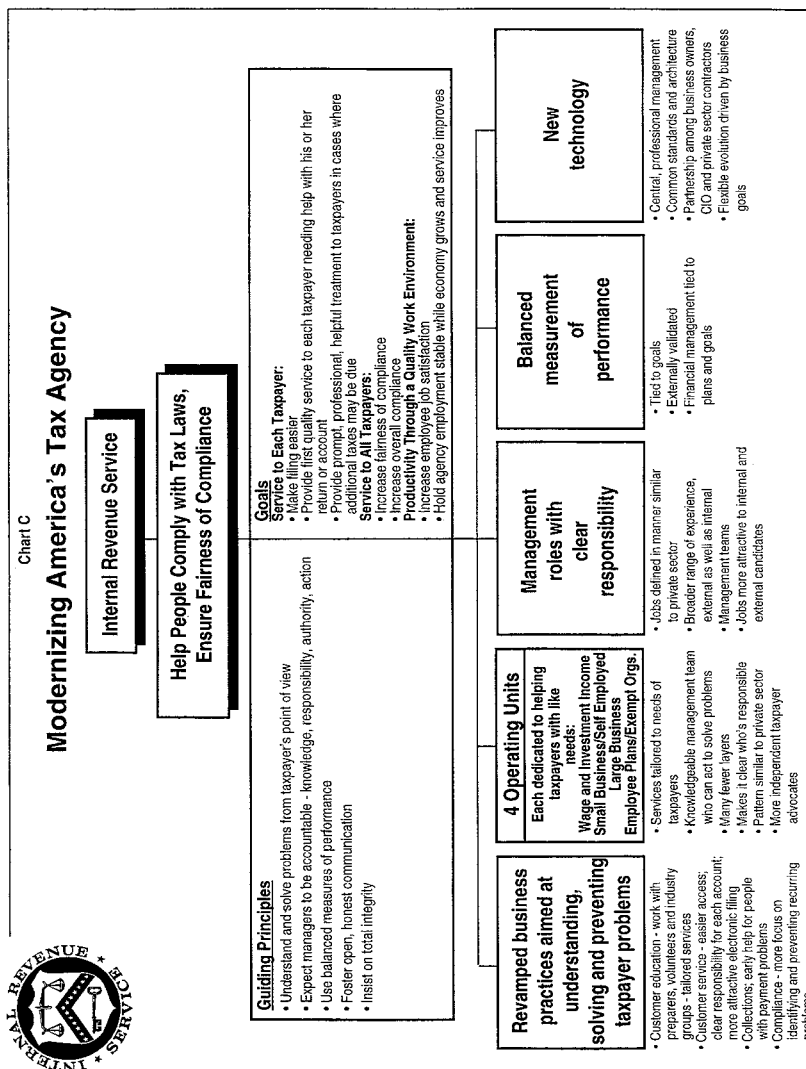 Chart C
Modernizing America's Tax Agency
INTERNAL REVENUE SERVICE
Internal Revenue Service
Help People Comply with Tax Laws,
Ensure Fairness of Compliance
Guiding Principles
• Understand and solve problems from taxpayer's point of view
• Expect managers to be accountable - knowledge, responsibility, authority, action
• Use balanced measures of performance
• Foster open, honest communication
• Insist on total integrity
Goals
Service to Each Taxpayer:
• Make filing easier
• Provide first quality service to each taxpayer needing help with his or her
return or account
• Provide prompt, professional, helpful treatment to taxpayers in cases where
additional taxes may be due
Service to All Taxpayers:
• Increase fairness of compliance
• Increase overall compliance
Productivity Through a Quality Work Environment:
• Increase employee job satisfaction
• Hold agency employment stable while economy grows and service improves
Revamped business
practices aimed at
understanding,
solving and preventing
taxpayer problems
• Customer education - work with
preparers, volunteers and industry
groups - tailored services
• Customer service - easier access;
clear responsibility for each account;
more attractive electronic filing
• Collections; early help for people
with payment problems
• Compliance - more focus on
identifying and preventing recurring
problems
4 Operating Units
Each dedicated to helping
taxpayers with like
needs:
Wage and Investment Income
Small Business/Self Employed
Large Business
Employee Plans/Exempt Orgs.
• Services tailored to needs of
taxpayers
• Knowledgeable management team
who can act to solve problems
• Many fewer layers
• Makes it clear who's responsible
• Pattern similar to private sector
• More independent taxpayer
advocates
Management
roles with
clear
responsibility
• Jobs defined in manner similar
to private sector
• Broader range of experience,
external as well as internal
• Management teams
• Jobs more attractive to internal and
external candidates
Balanced
measurement
of
performance
• Tied to goals
• Externally validated
• Financial management tied to
plans and goals
New
technology
• Central, professional management
• Common standards and architecture
• Partnership among business owners,
CIO and private sector contractors
• Flexible evolution driven by business
goals